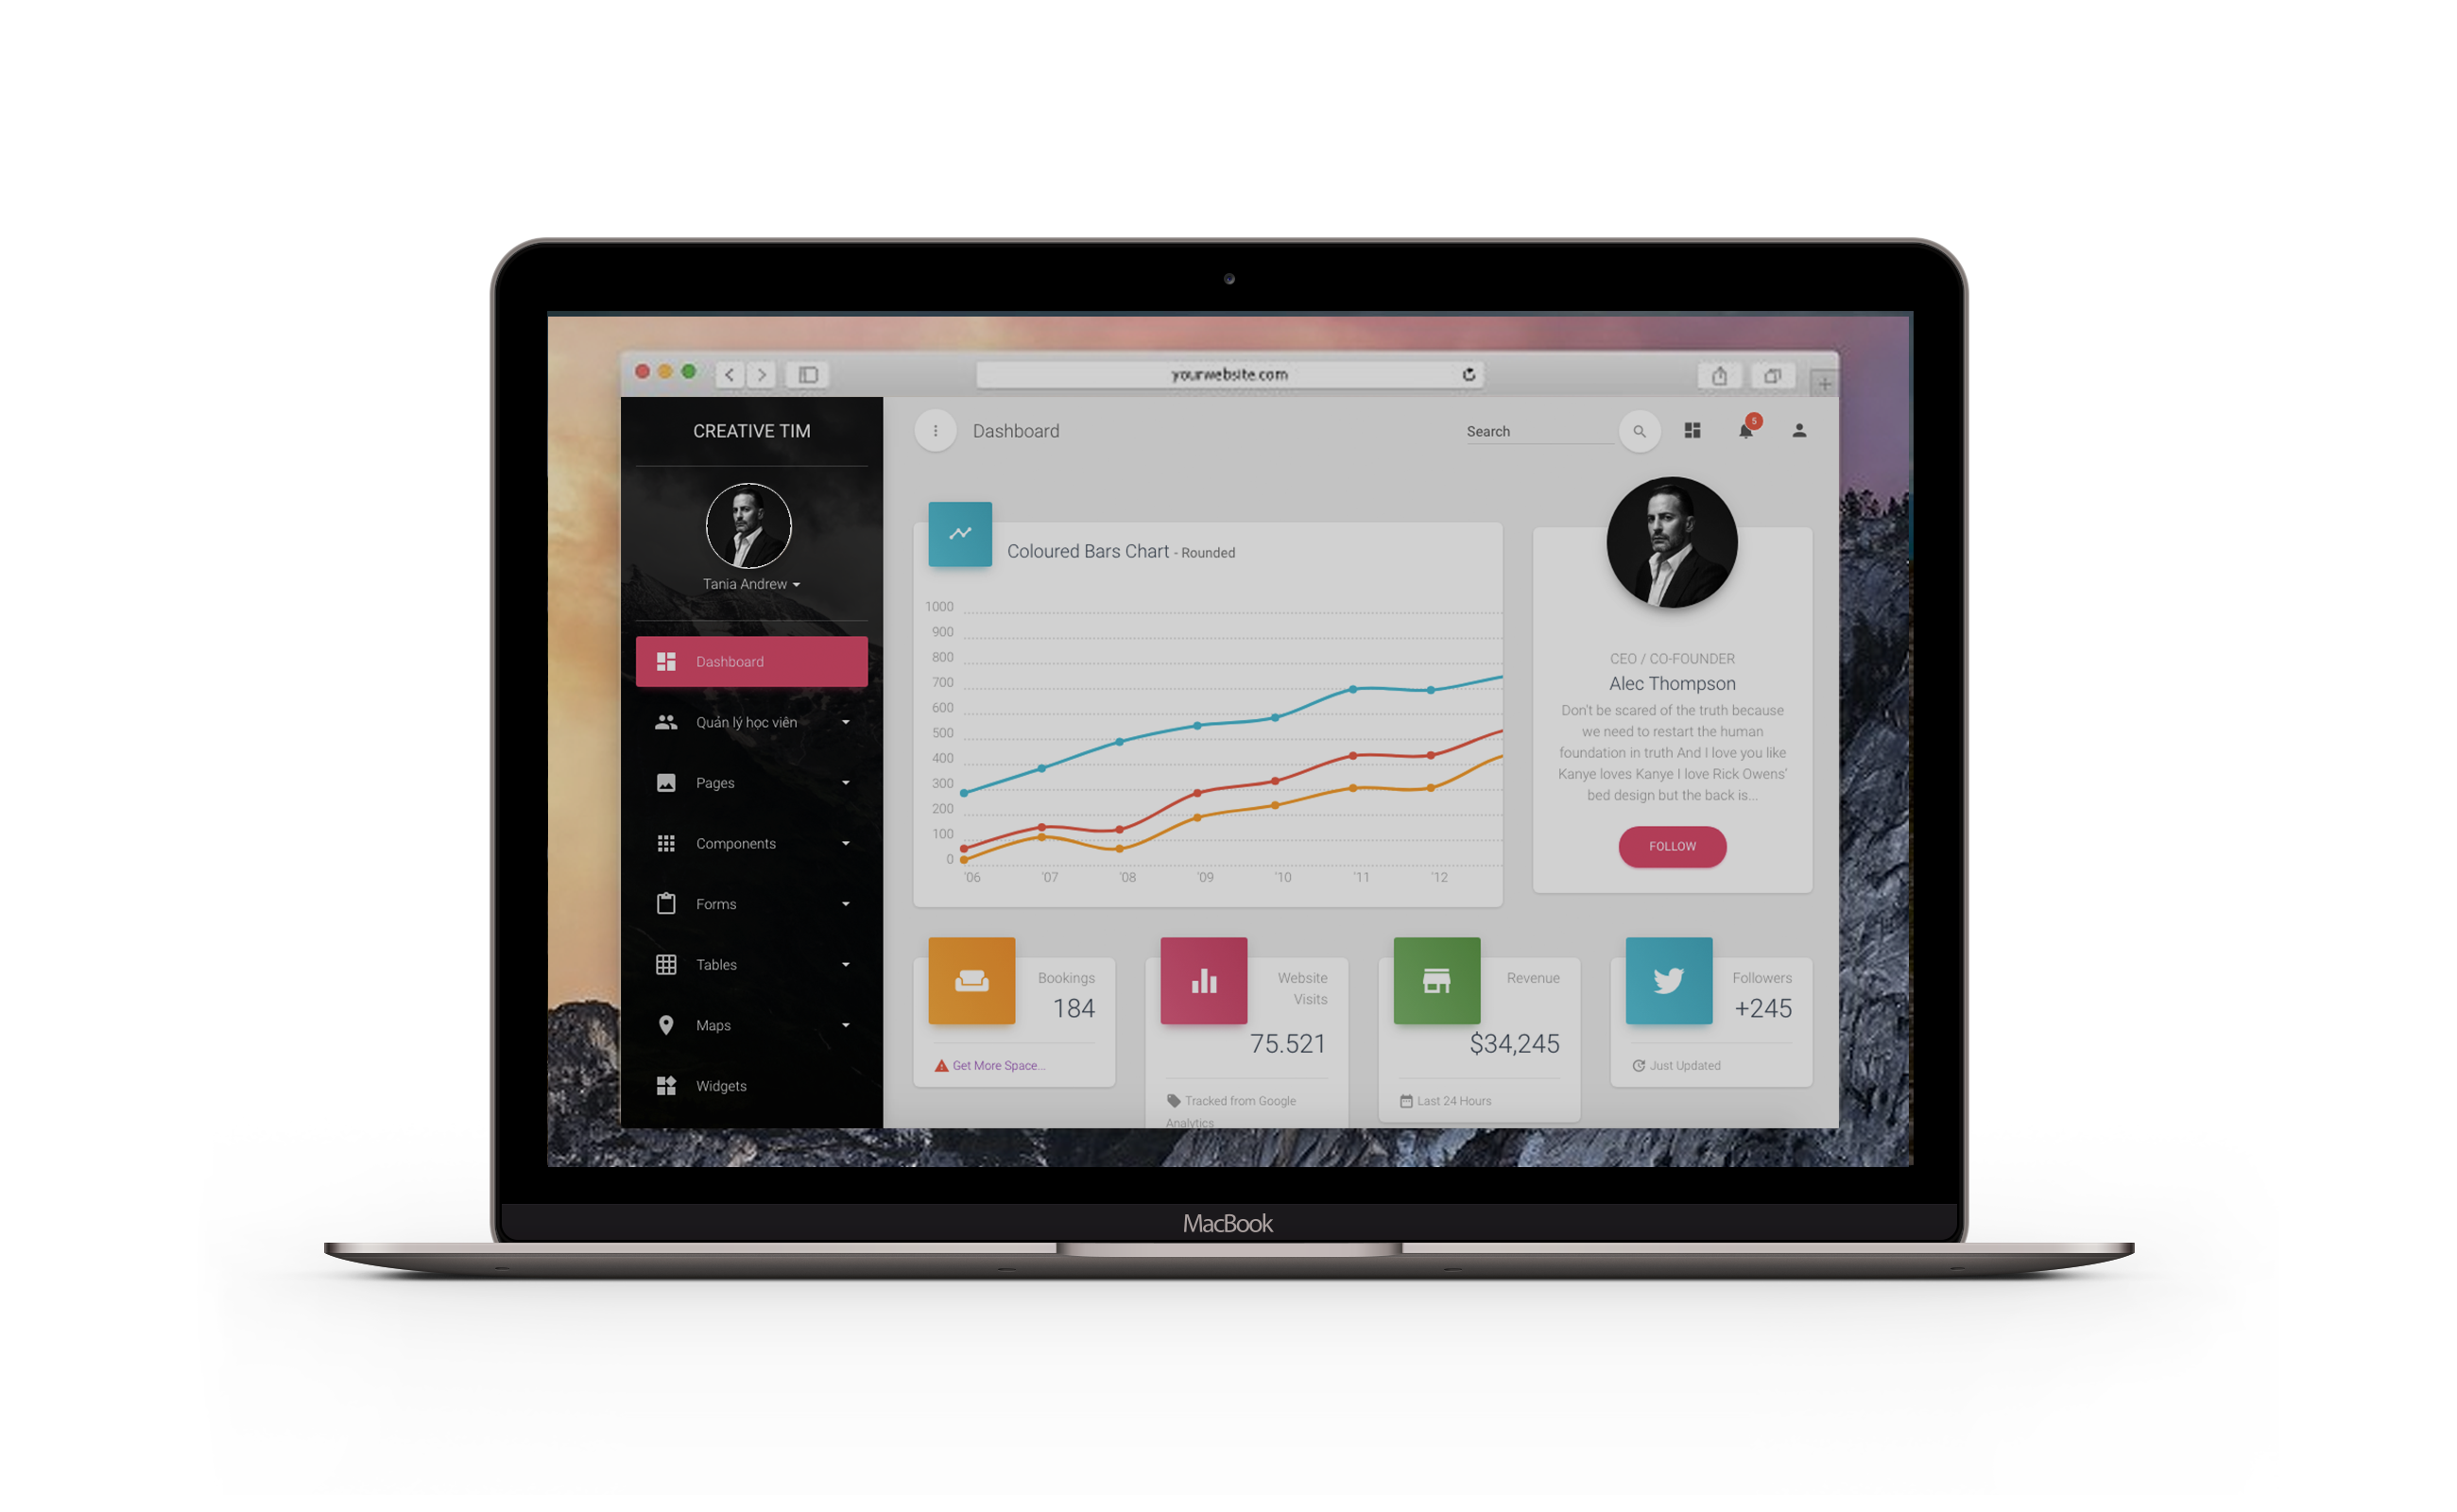 yourwebsite.com
CREATIVE TIM
Tania Andrew
Dashboard
Quản lý học viên
Pages
Components
Forms
Tables
Maps
Widgets
Dashboard
Search
5
Coloured Bars Chart - Rounded
1000
900
800
700
600
500
400
300
200
100
0
'06 '07 '08 '09 '10 '11 '12
CEO / CO-FOUNDER
Alec Thompson
Don't be scared of the truth because
we need to restart the human
foundation in truth And I love you like
Kanye loves Kanye I love Rick Owens'
bed design but the back is...
FOLLOW
Bookings
184
Get More Space...
Website
Visits
75.521
Tracked from Google
Analytics
Revenue
$34,245
Last 24 Hours
Followers
+245
Just Updated
MacBook